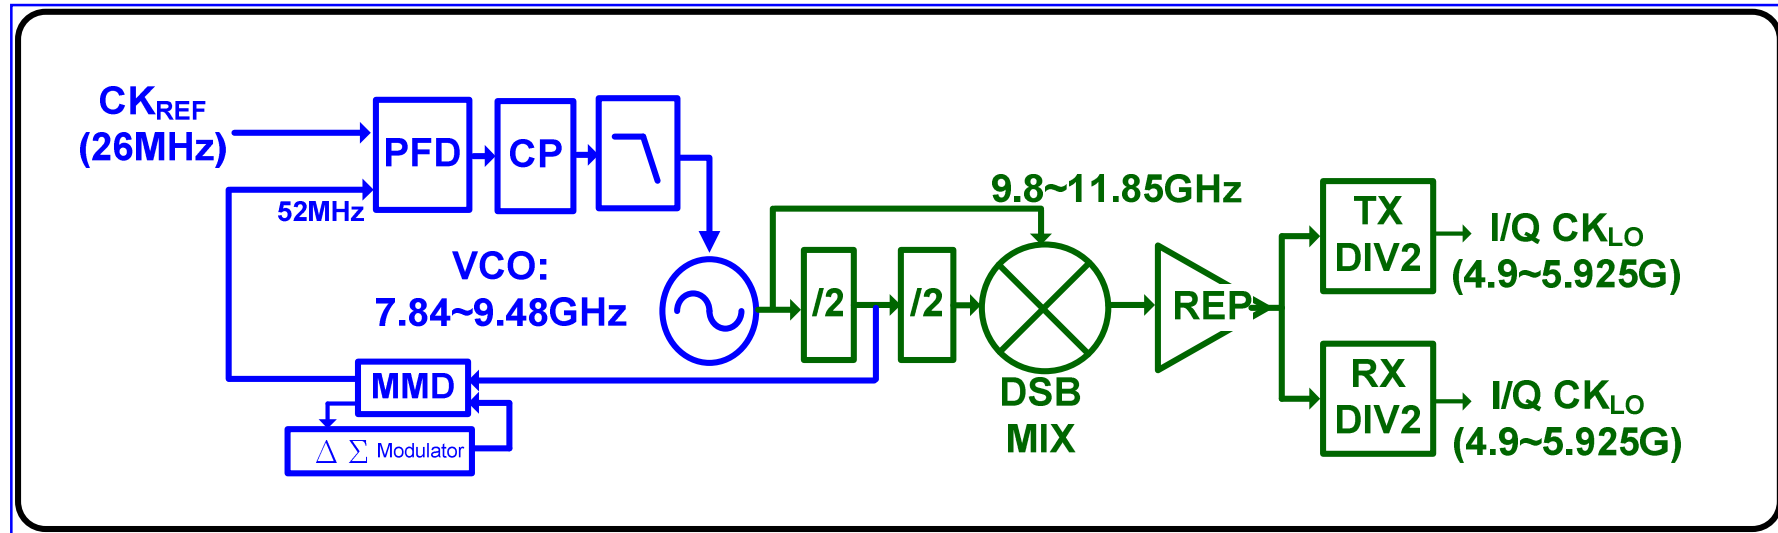 CKREF
(26MHz)
PFD
CP
52MHz
VCO:
7.84~9.48GHz
MMD
Δ Σ Modulator
/2
/2
9.8~11.85GHz
DSB
MIX
REP
TX
DIV2
I/Q CKLO
(4.9~5.925G)
RX
DIV2
I/Q CKLO
(4.9~5.925G)